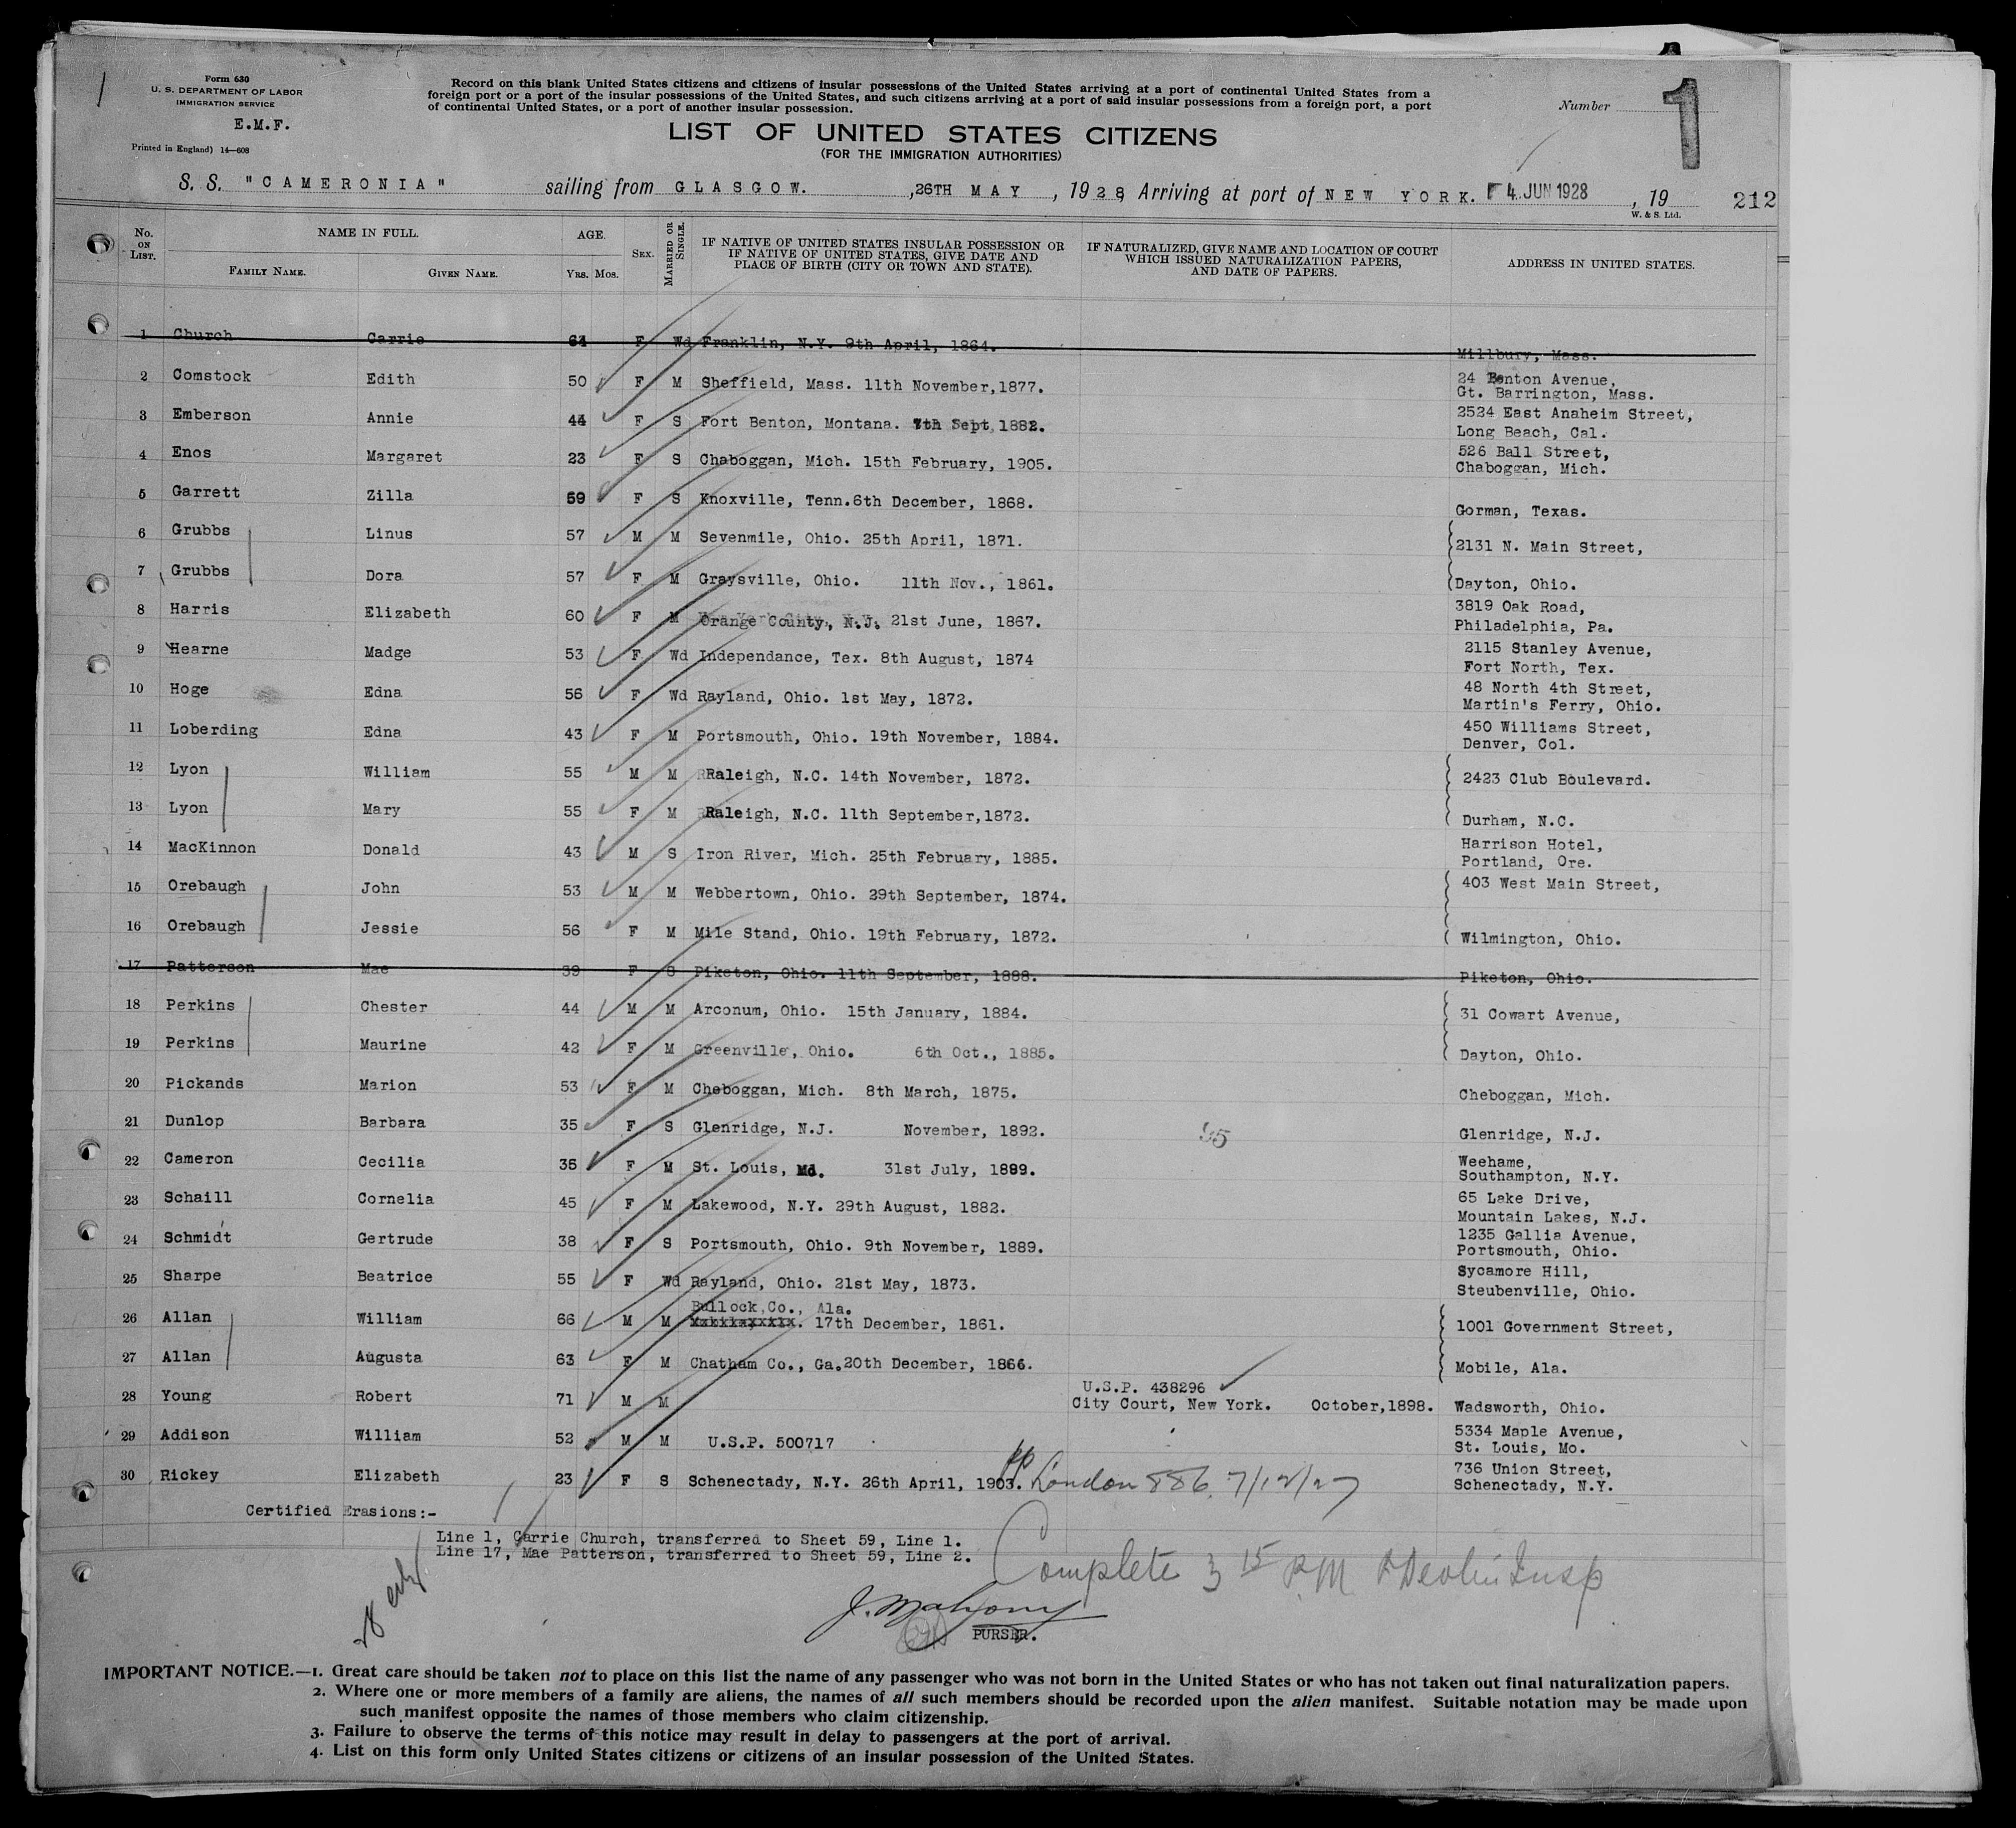 Form 630
U. S. DEPARTMENT OF LABOR
IMMIGRATION SERVICE
E.M.F.
Printed in England) 14—608
Record on this blank United States citizens and citizens of insular possessions of the United States arriving at a port of continental United States from a
foreign port or a port of the insular possessions of the United States, and such citizens arriving at a port of said insular possessions from a foreign port, a port
of continental United States, or a port of another insular possession.
Number 1
LIST OF UNITED STATES CITIZENS
(FOR THE IMMIGRATION AUTHORITIES)
S. S. "CAMERONIA" sailing from GLASGOW. , 26TH MAY , 1928, Arriving at port of NEW YORK. 4 JUN 1928 , 19 212
W. & S. Ltd.
No. ON LIST. NAME IN FULL. FAMILY NAME. GIVEN NAME. AGE. YRS. MOS. SEX. MARRIED OR SINGLE. IF NATIVE OF UNITED STATES INSULAR POSSESSION OR IF NATIVE OF UNITED STATES, GIVE DATE AND PLACE OF BIRTH (CITY OR TOWN AND STATE). IF NATURALIZED, GIVE NAME AND LOCATION OF COURT WHICH ISSUED NATURALIZATION PAPERS, AND DATE OF PAPERS. ADDRESS IN UNITED STATES.
1 Church Carrie 64 F Wd Franklin, N.Y. 9th April, 1864. Millbury, Mass.
2 Comstock Edith 50 F M Sheffield, Mass. 11th November,1877. 24 Benton Avenue, Gt. Barrington, Mass.
3 Emberson Annie 44 F S Fort Benton, Montana. 7th Sept 1882. 2524 East Anaheim Street, Long Beach, Cal.
4 Enos Margaret 23 F S Chaboggan, Mich. 15th February, 1905. 526 Ball Street, Chaboggan, Mich.
5 Garrett Zilla 59 F S Knoxville, Tenn.6th December, 1868. Gorman, Texas.
6 Grubbs Linus 57 M M Sevenmile, Ohio. 25th April, 1871. 2131 N. Main Street,
7 Grubbs Dora 57 F M Graysville, Ohio. 11th Nov., 1861. Dayton, Ohio.
8 Harris Elizabeth 60 F M Orange County, N.J. 21st June, 1867. 3819 Oak Road, Philadelphia, Pa.
9 Hearne Madge 53 F Wd Independance, Tex. 8th August, 1874 2115 Stanley Avenue, Fort North, Tex.
10 Hoge Edna 56 F Wd Rayland, Ohio. 1st May, 1872. 48 North 4th Street, Martin's Ferry, Ohio.
11 Loberding Edna 43 F M Portsmouth, Ohio. 19th November, 1884. 450 Williams Street, Denver, Col.
12 Lyon William 55 M M Raleigh, N.C. 14th November, 1872. 2423 Club Boulevard.
13 Lyon Mary 55 F M Raleigh, N.C. 11th September,1872. Durham, N.C.
14 MacKinnon Donald 43 M S Iron River, Mich. 25th February, 1885. Harrison Hotel, Portland, Ore.
15 Orebaugh John 53 M M Webbertown, Ohio. 29th September, 1874. 403 West Main Street,
16 Orebaugh Jessie 56 F M Mile Stand, Ohio. 19th February, 1872. Wilmington, Ohio.
17 Patterson Mae 39 F S Piketon, Ohio. 11th September, 1888. Piketon, Ohio.
18 Perkins Chester 44 M M Arconum, Ohio. 15th January, 1884. 31 Cowart Avenue,
19 Perkins Maurine 42 F M Greenville, Ohio. 6th Oct., 1885. Dayton, Ohio.
20 Pickands Marion 53 F M Cheboggan, Mich. 8th March, 1875. Cheboggan, Mich.
21 Dunlop Barbara 35 F S Glenridge, N.J. November, 1892. 95 Glenridge, N.J.
22 Cameron Cecilia 36 F M St. Louis, Md. 31st July, 1889. Weehame, Southampton, N.Y.
23 Schaill Cornelia 45 F M Lakewood, N.Y. 29th August, 1882. 65 Lake Drive, Mountain Lakes, N.J.
24 Schmidt Gertrude 38 F S Portsmouth, Ohio. 9th November, 1889. 1235 Gallia Avenue, Portsmouth, Ohio.
25 Sharpe Beatrice 55 F Wd Rayland, Ohio. 21st May, 1873. Sycamore Hill, Steubenville, Ohio.
26 Allan William 66 M M Bullock Co., Ala. 17th December, 1861. 1001 Government Street,
27 Allan Augusta 63 F M Chatham Co., Ga.20th December, 1866. Mobile, Ala.
28 Young Robert 71 M M U.S.P. 438296 City Court, New York. October,1898. Wadsworth, Ohio.
29 Addison William 52 M M U.S.P. 500717 5334 Maple Avenue, St. Louis, Mo.
30 Rickey Elizabeth 23 F S Schenectady, N.Y. 26th April, 1903. pp London 886 7/12/27 736 Union Street, Schenectady, N.Y.
Certified Erasions:-
Line 1, Carrie Church, transferred to Sheet 59, Line 1.
Line 17, Mae Patterson, transferred to Sheet 59, Line 2.
Complete 3 15 PM Devlin Insp
J. Mahony
PURSER.
IMPORTANT NOTICE.—1. Great care should be taken not to place on this list the name of any passenger who was not born in the United States or who has not taken out final naturalization papers.
2. Where one or more members of a family are aliens, the names of all such members should be recorded upon the alien manifest. Suitable notation may be made upon
such manifest opposite the names of those members who claim citizenship.
3. Failure to observe the terms of this notice may result in delay to passengers at the port of arrival.
4. List on this form only United States citizens or citizens of an insular possession of the United States.